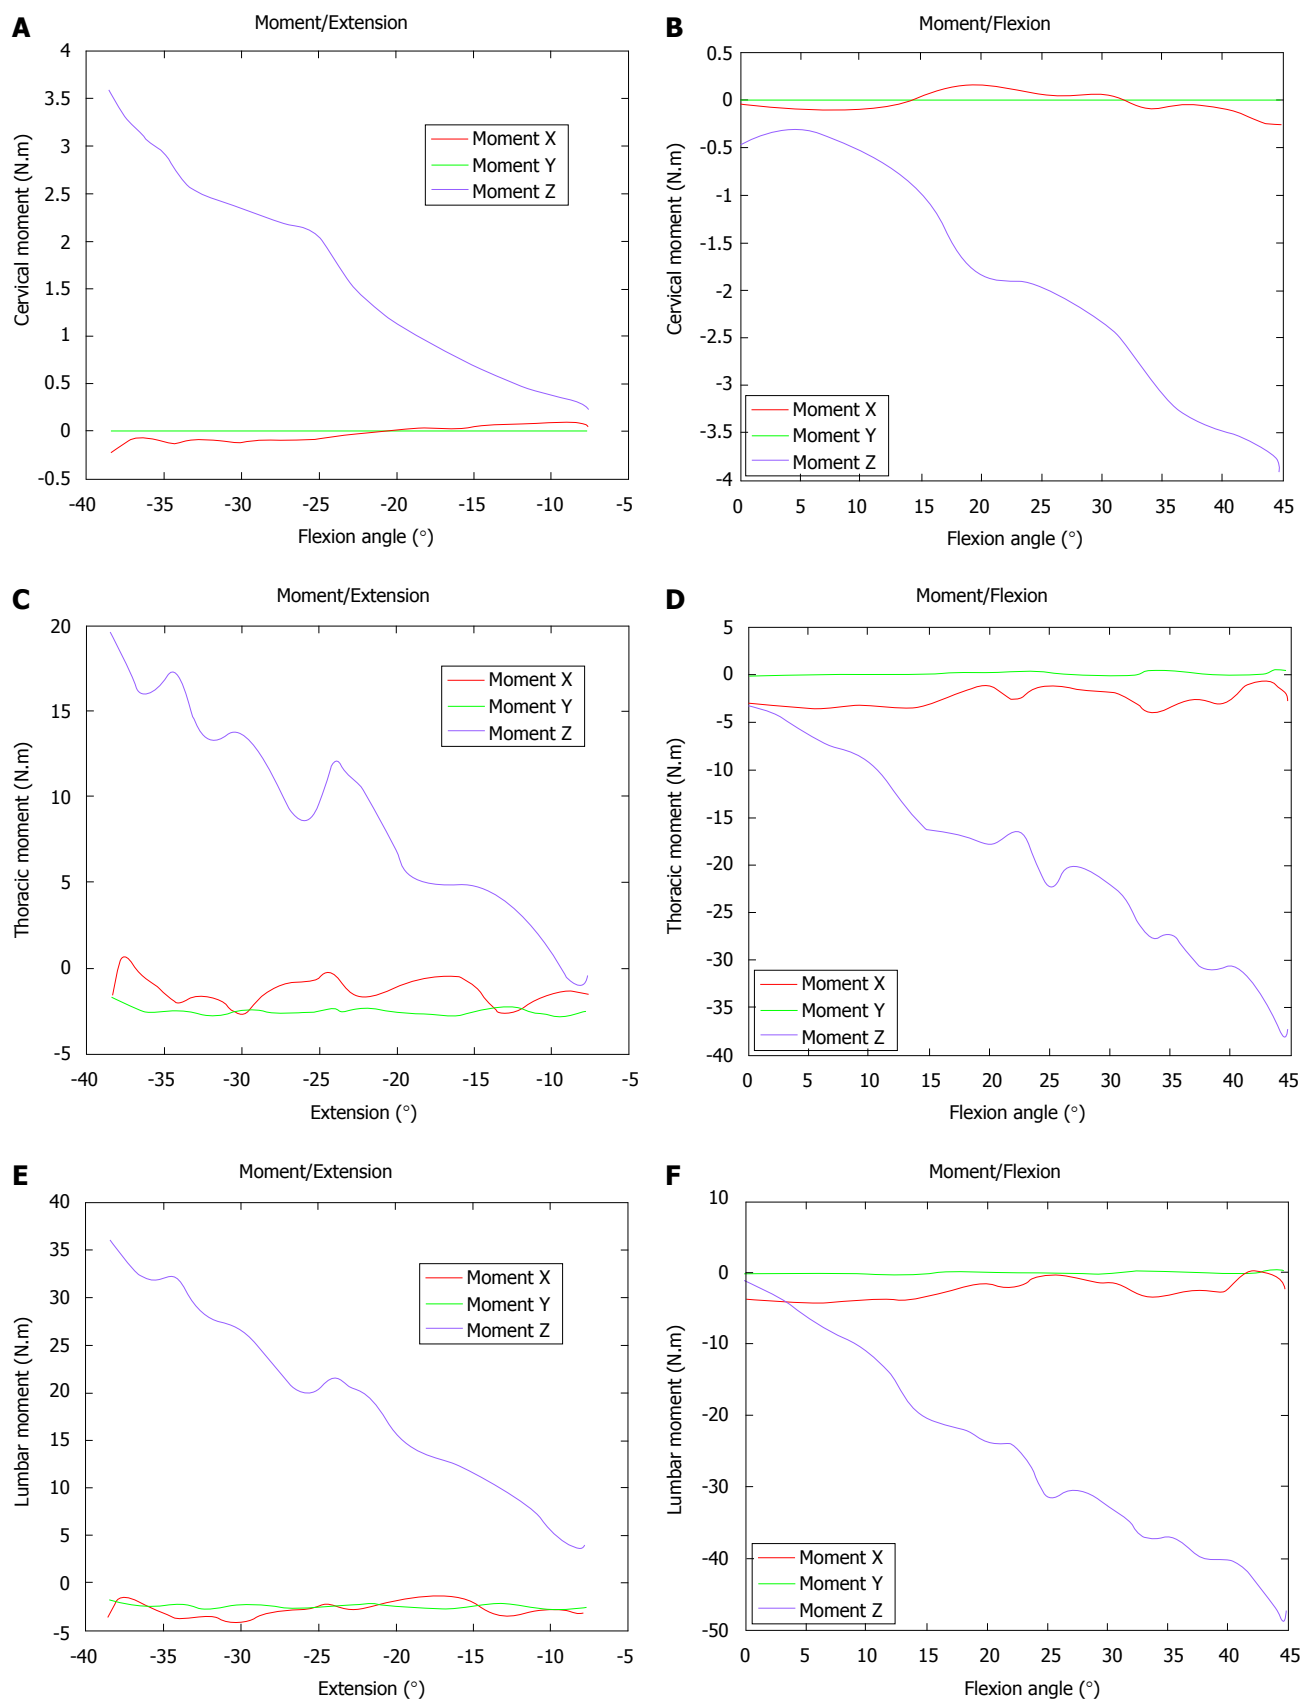 A
Moment/Extension
4
3.5
3
2.5
2
1.5
1
0.5
0
-0.5
Cervical moment (N.m)
Moment X
Moment Y
Moment Z
-40 -35 -30 -25 -20 -15 -10 -5
Flexion angle (°)
B
Moment/Flexion
0.5
0
-0.5
-1
-1.5
-2
-2.5
-3
-3.5
-4
Cervical moment (N.m)
Moment X
Moment Y
Moment Z
0 5 10 15 20 25 30 35 40 45
Flexion angle (°)
C
Moment/Extension
20
15
10
5
0
-5
Thoracic moment (N.m)
Moment X
Moment Y
Moment Z
-40 -35 -30 -25 -20 -15 -10 -5
Extension (°)
D
Moment/Flexion
5
0
-5
-10
-15
-20
-25
-30
-35
-40
Thoracic moment (N.m)
Moment X
Moment Y
Moment Z
0 5 10 15 20 25 30 35 40 45
Flexion angle (°)
E
Moment/Extension
40
35
30
25
20
15
10
5
0
-5
Lumbar moment (N.m)
Moment X
Moment Y
Moment Z
-40 -35 -30 -25 -20 -15 -10 -5
Extension (°)
F
Moment/Flexion
10
0
-10
-20
-30
-40
-50
Lumbar moment (N.m)
Moment X
Moment Y
Moment Z
0 5 10 15 20 25 30 35 40 45
Flexion angle (°)